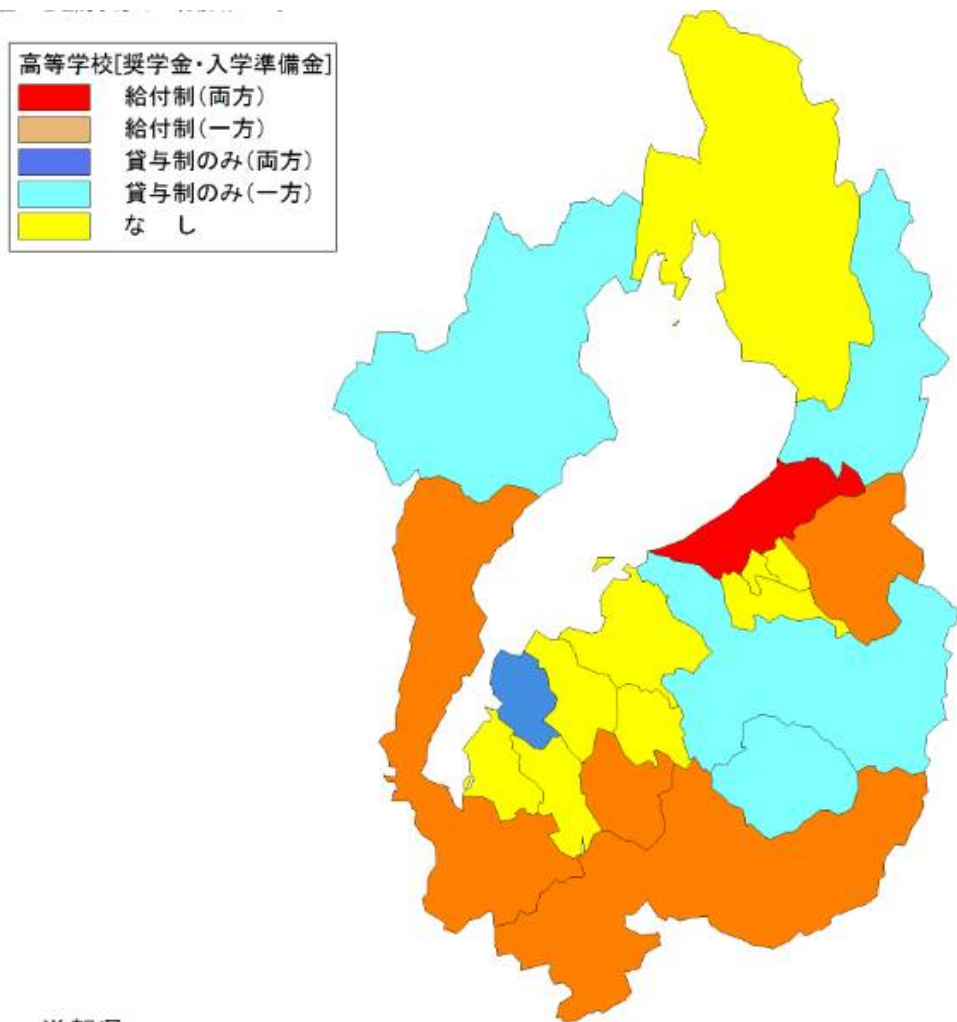 高等学校[奨学金・入学準備金]
給付制(両方)
給付制(一方)
貸与制のみ(両方)
貸与制のみ(一方)
な し